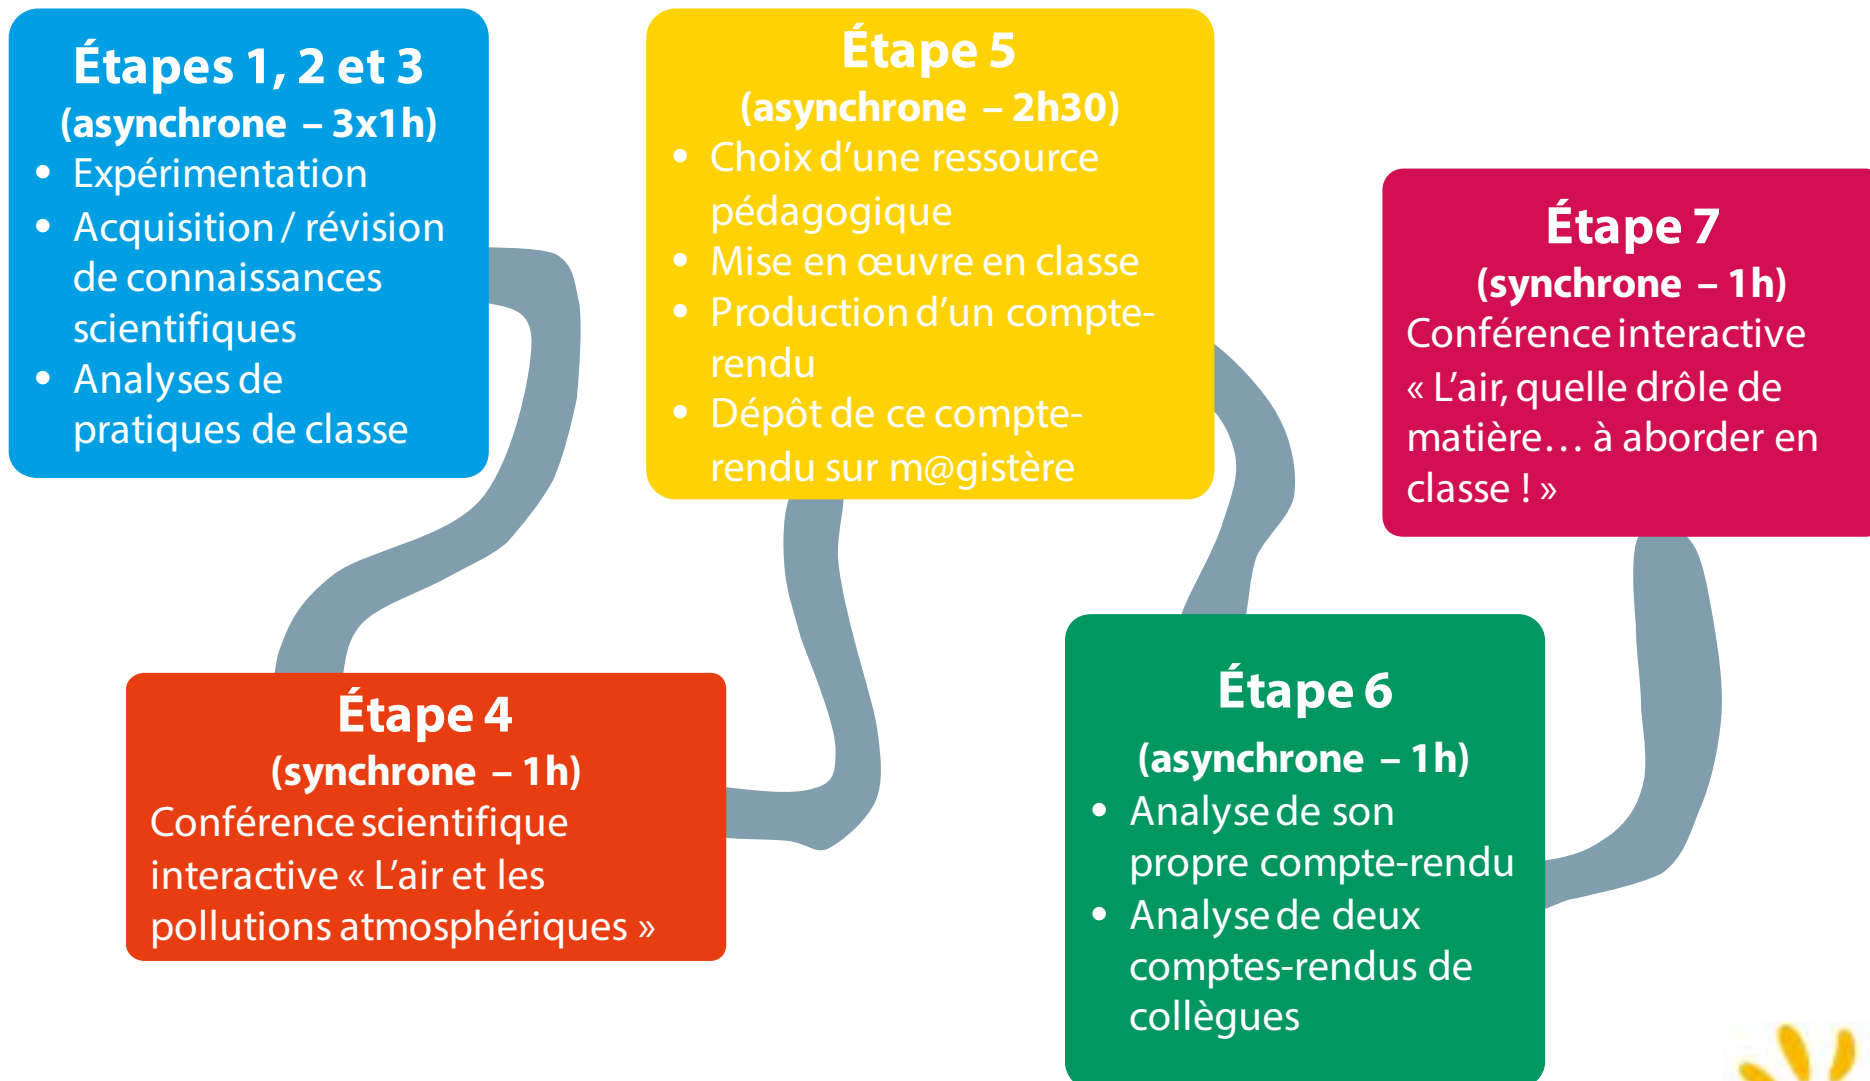 Étapes 1, 2 et 3
(asynchrone – 3x1h)
• Expérimentation
• Acquisition / révision
de connaissances
scientifiques
• Analyses de
pratiques de classe
Étape 4
(synchrone – 1h)
Conférence scientifique
interactive « L’air et les
pollutions atmosphériques »
Étape 5
(asynchrone – 2h30)
• Choix d’une ressource
pédagogique
• Mise en œuvre en classe
• Production d’un compte-
rendu
• Dépôt de ce compte-
rendu sur m@gistère
Étape 6
(asynchrone – 1h)
• Analyse de son
propre compte-rendu
• Analyse de deux
comptes-rendus de
collègues
Étape 7
(synchrone – 1h)
Conférence interactive
« L’air, quelle drôle de
matière… à aborder en
classe ! »